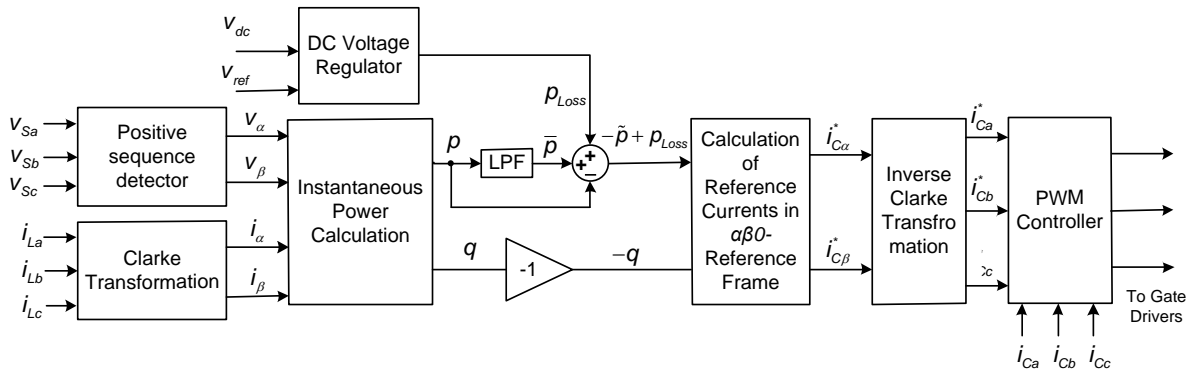 v_dc
v_ref
DC Voltage
Regulator
p_Loss
v_Sa
v_Sb
v_Sc
Positive
sequence
detector
v_α
v_β
i_La
i_Lb
i_Lc
Clarke
Transformation
i_α
i_β
Instantaneous
Power
Calculation
p
LPF
p̄
+
+
−
−p̃ + p_Loss
q
-1
−q
Calculation
of
Reference
Currents in
αβ0-
Reference
Frame
i*_Cα
i*_Cβ
Inverse
Clarke
Transfro
mation
i*_Ca
i*_Cb
PWM
Controller
To Gate
Drivers
i_Ca
i_Cb
i_Cc